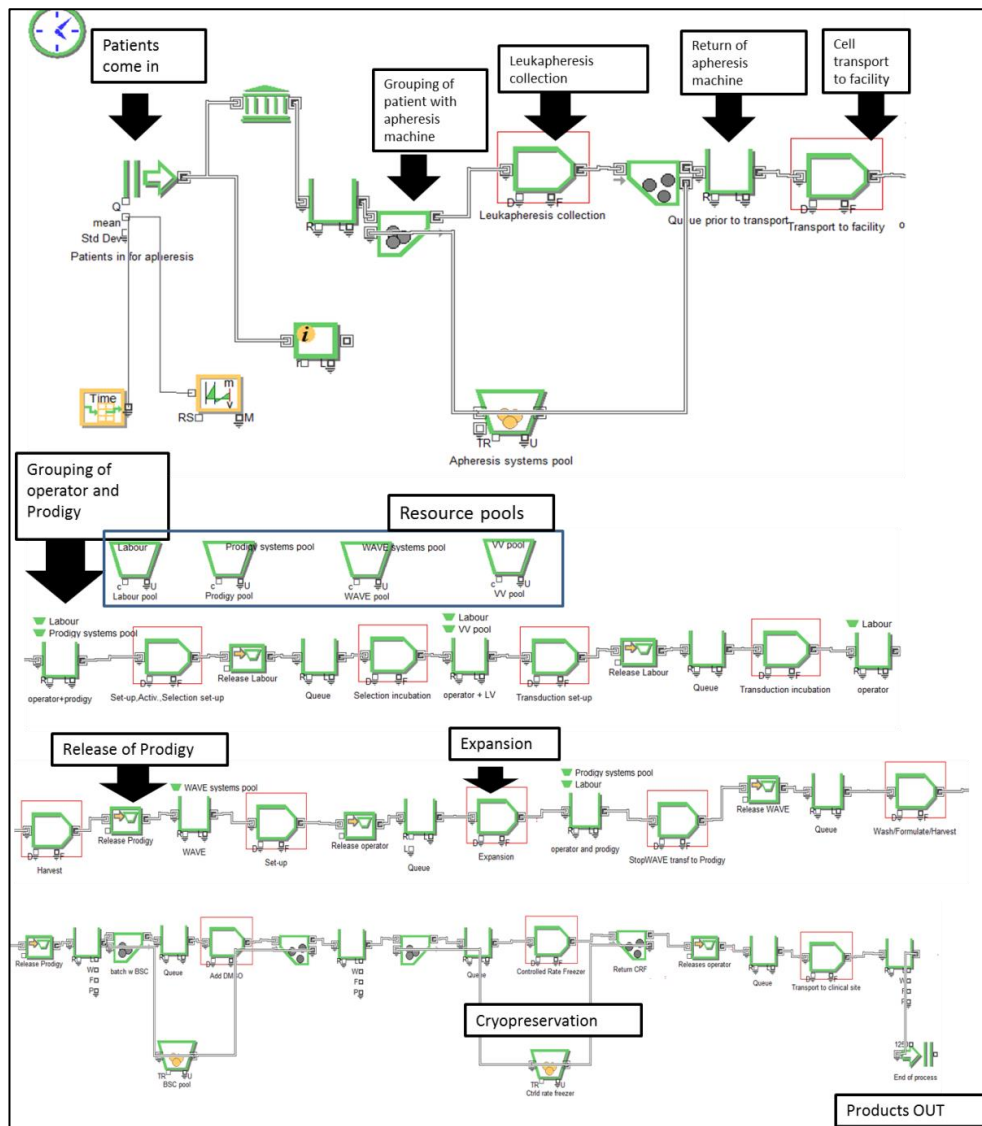 Patients
come in
Grouping of
patient with
apheresis
machine
Leukapheresis
collection
Return of
apheresis
machine
Cell
transport
to facility
Q
mean
Std Dev
Patients in for apheresis
R L
D F
Leukapheresis collection
R L
Queue prior to transport
D F
Transport to facility
o
i
r L
Time
m
v
RS M
TR U
Apheresis systems pool
Grouping of
operator and
Prodigy
Resource pools
Labour
Prodigy systems pool
WAVE systems pool
VV pool
c U
c U
c U
c U
Labour pool
Prodigy pool
WAVE pool
VV pool
Labour
Prodigy systems pool
Labour
VV pool
Labour
R L
operator+prodigy
D F
Set-up,Activ.,Selection set-up
Release Labour
R L
Queue
D F
Selection incubation
R L
operator + LV
D F
Transduction set-up
Release Labour
R L
Queue
D F
Transduction incubation
R L
operator
Release of Prodigy
Expansion
WAVE systems pool
Prodigy systems pool
Labour
D F
Harvest
Release Prodigy
R L
WAVE
D F
Set-up
Release operator
R
L
Queue
D F
Expansion
R L
operator and prodigy
D F
StopWAVE transf to Prodigy
Release WAVE
R L
Queue
D F
Wash/Formulate/Harvest
Release Prodigy
R L
W
F
P
batch w BSC
R L
Queue
D F
Add DMSO
R L
W
F
P
R L
Queue
D F
Controlled Rate Freezer
Return CRF
Releases operator
R L
Queue
D F
Transport to clinical site
R L
W
F
Cryopreservation
TR U
BSC pool
TR U
Ctrld rate freezer
End of process
Products OUT